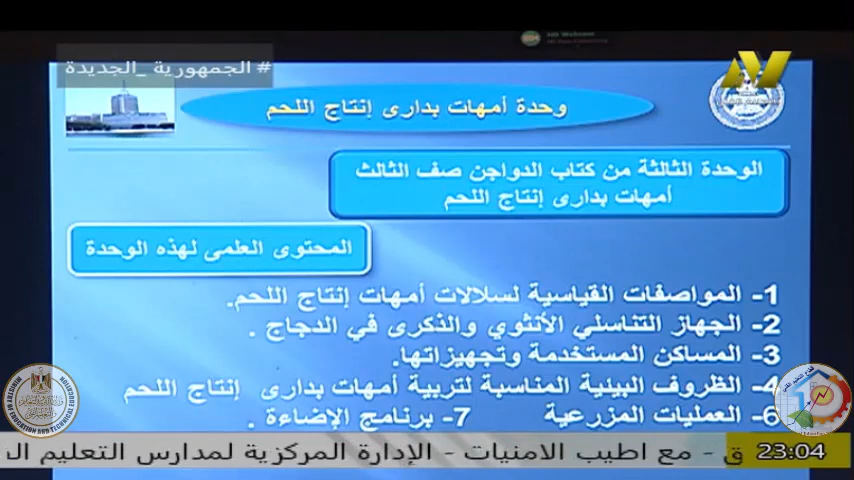 # الجمهورية _الجديدة
وحدة أمهات بدارى إنتاج اللحم
الوحدة الثالثة من كتاب الدواجن صف الثالث
أمهات بدارى إنتاج اللحم
المحتوى العلمى لهذه الوحدة
1- المواصفات القياسية لسلالات أمهات إنتاج اللحم.
2- الجهاز التناسلي الأنثوي والذكرى في الدجاج .
3- المساكن المستخدمة وتجهيزاتها.
4- الظروف البيئية المناسبة لتربية أمهات بدارى إنتاج اللحم
6- العمليات المزرعية 7- برنامج الإضاءة .
ق - مع اطيب الامنيات - الإدارة المركزية لمدارس التعليم
23:04